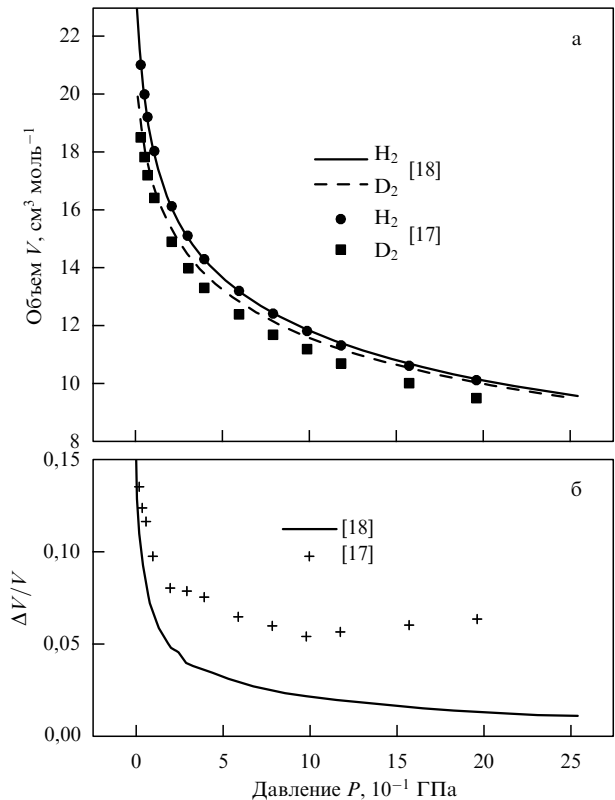 22
20
18
16
14
12
10
8
Объем V, см³ моль⁻¹
а
H₂
[18]
D₂
H₂
[17]
D₂
0,15
0,10
0,05
0,00
ΔV/V
б
[18]
[17]
0
5
10
15
20
25
Давление P, 10⁻¹ ГПа